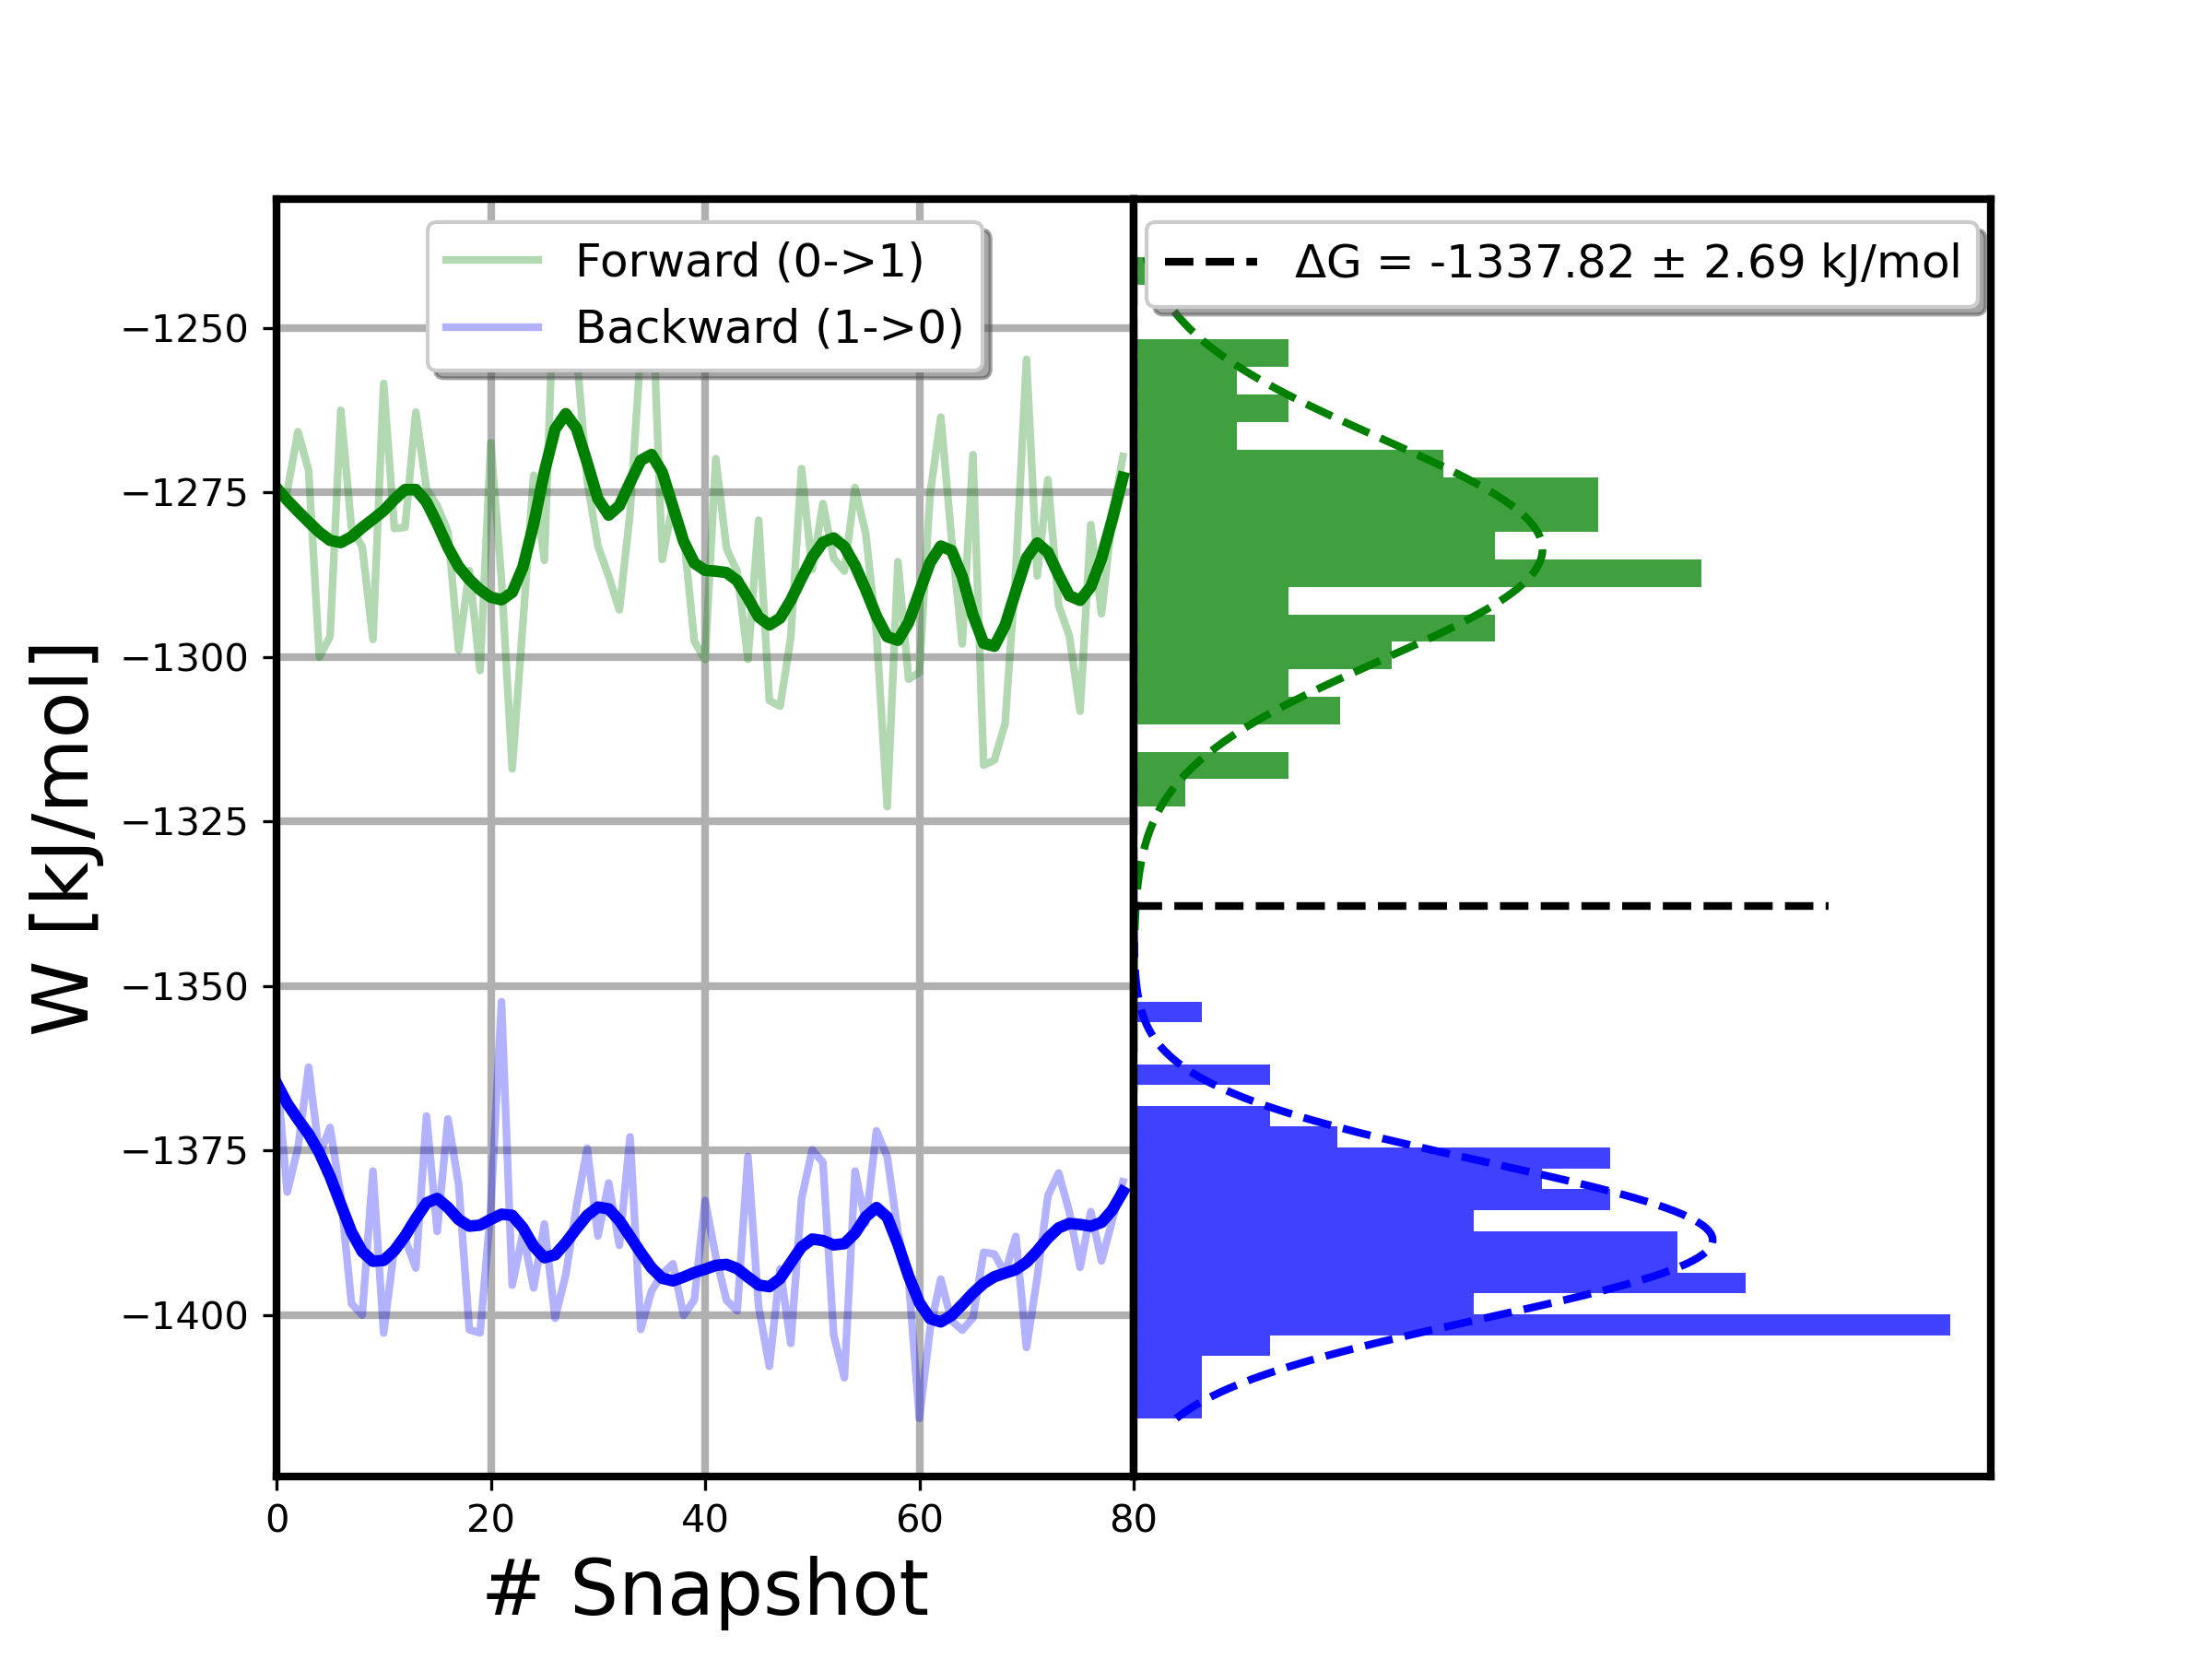 Forward (0->1)
Backward (1->0)
ΔG = -1337.82 ± 2.69 kJ/mol
W [kJ/mol]
−1250
−1275
−1300
−1325
−1350
−1375
−1400
0 20 40 60 80
# Snapshot